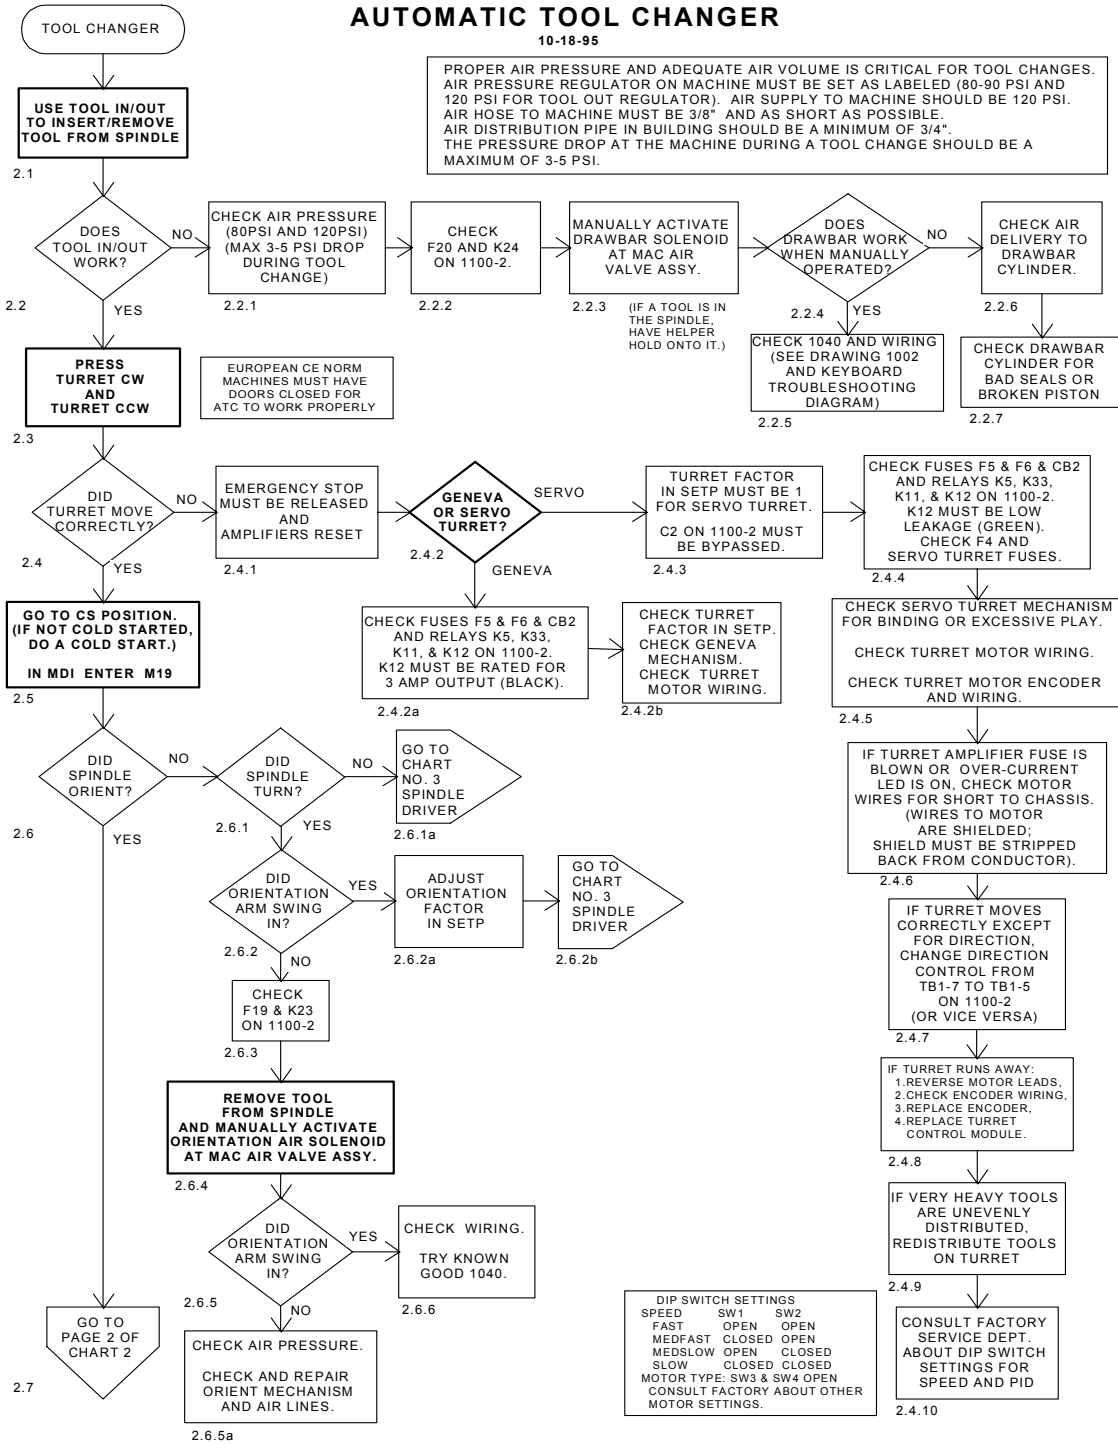 AUTOMATIC TOOL CHANGER
10-18-95
TOOL CHANGER
PROPER AIR PRESSURE AND ADEQUATE AIR VOLUME IS CRITICAL FOR TOOL CHANGES.
AIR PRESSURE REGULATOR ON MACHINE MUST BE SET AS LABELED (80-90 PSI AND
120 PSI FOR TOOL OUT REGULATOR). AIR SUPPLY TO MACHINE SHOULD BE 120 PSI.
AIR HOSE TO MACHINE MUST BE 3/8" AND AS SHORT AS POSSIBLE.
AIR DISTRIBUTION PIPE IN BUILDING SHOULD BE A MINIMUM OF 3/4".
THE PRESSURE DROP AT THE MACHINE DURING A TOOL CHANGE SHOULD BE A
MAXIMUM OF 3-5 PSI.
USE TOOL IN/OUT
TO INSERT/REMOVE
TOOL FROM SPINDLE
2.1
DOES
TOOL IN/OUT
WORK?
NO
YES
2.2
CHECK AIR PRESSURE
(80PSI AND 120PSI)
(MAX 3-5 PSI DROP
DURING TOOL
CHANGE)
2.2.1
CHECK
F20 AND K24
ON 1100-2.
2.2.2
MANUALLY ACTIVATE
DRAWBAR SOLENOID
AT MAC AIR
VALVE ASSY.
2.2.3
(IF A TOOL IS IN
THE SPINDLE,
HAVE HELPER
HOLD ONTO IT.)
DOES
DRAWBAR WORK
WHEN MANUALLY
OPERATED?
NO
2.2.4
YES
CHECK AIR
DELIVERY TO
DRAWBAR
CYLINDER.
2.2.6
CHECK 1040 AND WIRING
(SEE DRAWING 1002
AND KEYBOARD
TROUBLESHOOTING
DIAGRAM)
2.2.5
CHECK DRAWBAR
CYLINDER FOR
BAD SEALS OR
BROKEN PISTON
2.2.7
PRESS
TURRET CW
AND
TURRET CCW
2.3
EUROPEAN CE NORM
MACHINES MUST HAVE
DOORS CLOSED FOR
ATC TO WORK PROPERLY
DID
TURRET MOVE
CORRECTLY?
NO
2.4
YES
EMERGENCY STOP
MUST BE RELEASED
AND
AMPLIFIERS RESET
2.4.1
GENEVA
OR SERVO
TURRET?
SERVO
2.4.2
GENEVA
TURRET FACTOR
IN SETP MUST BE 1
FOR SERVO TURRET.
C2 ON 1100-2 MUST
BE BYPASSED.
2.4.3
CHECK FUSES F5 & F6 & CB2
AND RELAYS K5, K33,
K11, & K12 ON 1100-2.
K12 MUST BE LOW
LEAKAGE (GREEN).
CHECK F4 AND
SERVO TURRET FUSES.
2.4.4
CHECK FUSES F5 & F6 & CB2
AND RELAYS K5, K33,
K11, & K12 ON 1100-2.
K12 MUST BE RATED FOR
3 AMP OUTPUT (BLACK).
2.4.2a
CHECK TURRET
FACTOR IN SETP.
CHECK GENEVA
MECHANISM.
CHECK TURRET
MOTOR WIRING.
2.4.2b
CHECK SERVO TURRET MECHANISM
FOR BINDING OR EXCESSIVE PLAY.
CHECK TURRET MOTOR WIRING.
CHECK TURRET MOTOR ENCODER
AND WIRING.
2.4.5
GO TO CS POSITION.
(IF NOT COLD STARTED,
DO A COLD START.)
IN MDI ENTER M19
2.5
DID
SPINDLE
ORIENT?
NO
2.6
YES
DID
SPINDLE
TURN?
NO
2.6.1
YES
GO TO
CHART
NO. 3
SPINDLE
DRIVER
2.6.1a
IF TURRET AMPLIFIER FUSE IS
BLOWN OR OVER-CURRENT
LED IS ON, CHECK MOTOR
WIRES FOR SHORT TO CHASSIS.
(WIRES TO MOTOR
ARE SHIELDED;
SHIELD MUST BE STRIPPED
BACK FROM CONDUCTOR).
2.4.6
DID
ORIENTATION
ARM SWING
IN?
YES
2.6.2
NO
ADJUST
ORIENTATION
FACTOR
IN SETP
2.6.2a
GO TO
CHART
NO. 3
SPINDLE
DRIVER
2.6.2b
IF TURRET MOVES
CORRECTLY EXCEPT
FOR DIRECTION,
CHANGE DIRECTION
CONTROL FROM
TB1-7 TO TB1-5
ON 1100-2
(OR VICE VERSA)
2.4.7
CHECK
F19 & K23
ON 1100-2
2.6.3
IF TURRET RUNS AWAY:
1.REVERSE MOTOR LEADS,
2.CHECK ENCODER WIRING,
3.REPLACE ENCODER,
4.REPLACE TURRET
CONTROL MODULE.
2.4.8
REMOVE TOOL
FROM SPINDLE
AND MANUALLY ACTIVATE
ORIENTATION AIR SOLENOID
AT MAC AIR VALVE ASSY.
2.6.4
IF VERY HEAVY TOOLS
ARE UNEVENLY
DISTRIBUTED,
REDISTRIBUTE TOOLS
ON TURRET
2.4.9
DID
ORIENTATION
ARM SWING
IN?
YES
2.6.5
NO
CHECK WIRING.
TRY KNOWN
GOOD 1040.
2.6.6
GO TO
PAGE 2 OF
CHART 2
2.7
CHECK AIR PRESSURE.
CHECK AND REPAIR
ORIENT MECHANISM
AND AIR LINES.
2.6.5a
DIP SWITCH SETTINGS
SPEED SW1 SW2
FAST OPEN OPEN
MEDFAST CLOSED OPEN
MEDSLOW OPEN CLOSED
SLOW CLOSED CLOSED
MOTOR TYPE: SW3 & SW4 OPEN
CONSULT FACTORY ABOUT OTHER
MOTOR SETTINGS.
CONSULT FACTORY
SERVICE DEPT.
ABOUT DIP SWITCH
SETTINGS FOR
SPEED AND PID
2.4.10